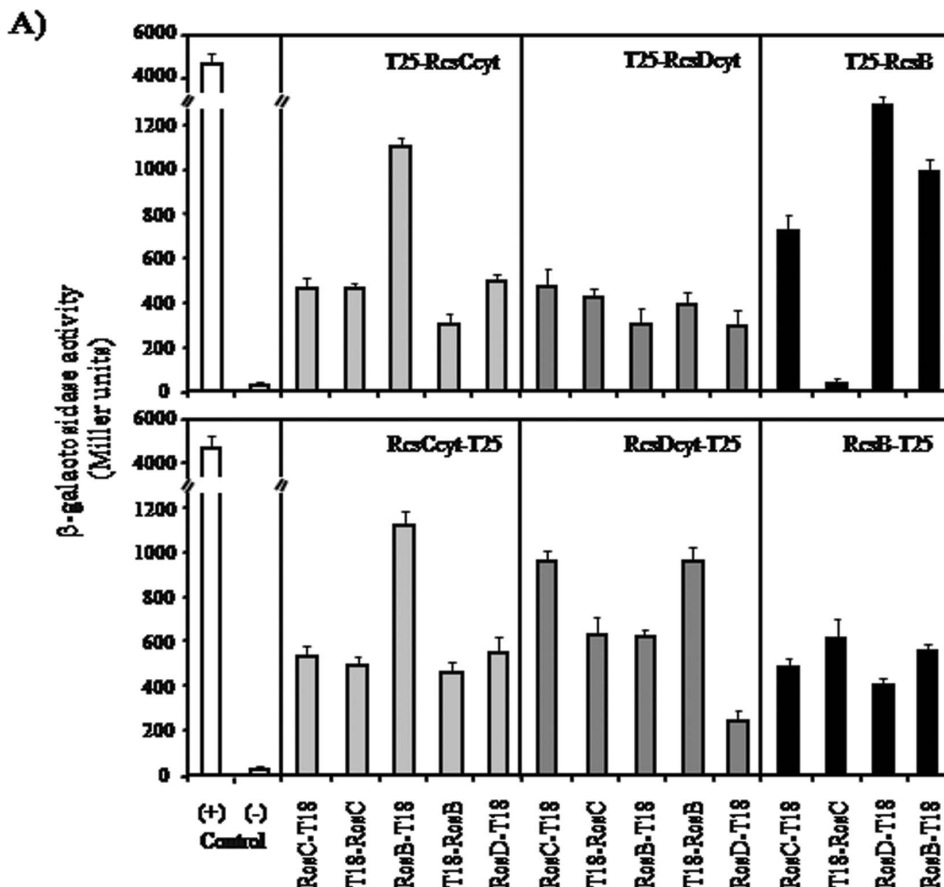 A)
β-galactosidase activity
(Miller units)
6000
4000
1200
1000
800
600
400
200
0
T25-RcsCcyt
T25-RcsDcyt
T25-RcsB
6000
4000
1200
1000
800
600
400
200
0
RcsCcyt-T25
RcsDcyt-T25
RcsB-T25
(+)
(-)
Control
RcsC-T18
T18-RcsC
RcsB-T18
T18-RcsB
RcsD-T18
RcsC-T18
T18-RcsC
RcsB-T18
T18-RcsB
RcsD-T18
RcsC-T18
T18-RcsC
RcsD-T18
RcsB-T18